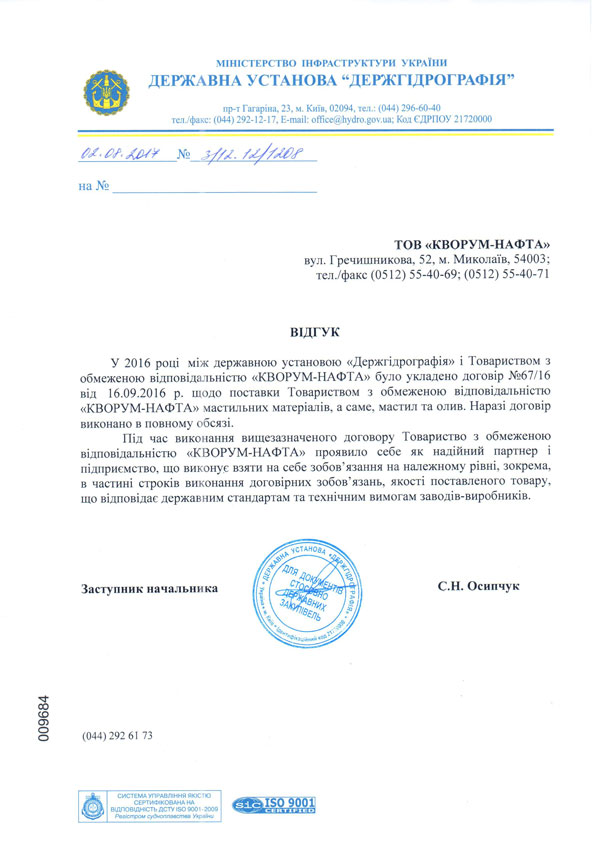 МІНІСТЕРСТВО ІНФРАСТРУКТУРИ УКРАЇНИ
ДЕРЖАВНА УСТАНОВА “ДЕРЖГІДРОГРАФІЯ”
пр-т Гагаріна, 23, м. Київ, 02094, тел.: (044) 296-60-40
тел./факс: (044) 292-12-17, E-mail: office@hydro.gov.ua; Код ЄДРПОУ 21720000
02.08.2017 № 3/12.12/1208
на №
ТОВ «КВОРУМ-НАФТА»
вул. Гречишникова, 52, м. Миколаїв, 54003;
тел./факс (0512) 55-40-69; (0512) 55-40-71
ВІДГУК
У 2016 році між державною установою «Держгідрографія» і Товариством з
обмеженою відповідальністю «КВОРУМ-НАФТА» було укладено договір №67/16
від 16.09.2016 р. щодо поставки Товариством з обмеженою відповідальністю
«КВОРУМ-НАФТА» мастильних матеріалів, а саме, мастил та олив. Наразі договір
виконано в повному обсязі.
Під час виконання вищезазначеного договору Товариство з обмеженою
відповідальністю «КВОРУМ-НАФТА» проявило себе як надійний партнер і
підприємство, що виконує взяти на себе зобов’язання на належному рівні, зокрема,
в частині строків виконання договірних зобов’язань, якості поставленого товару,
що відповідає державним стандартам та технічним вимогам заводів-виробників.
Заступник начальника
ДЕРЖАВНА УСТАНОВА «ДЕРЖГІДРОГРАФІЯ»
ДЛЯ ДОКУМЕНТІВ
СТОСОВНО
ДЕРЖАВНИХ
ЗАКУПІВЕЛЬ
С.Н. Осипчук
009684
(044) 292 61 73
СИСТЕМА УПРАВЛІННЯ ЯКІСТЮ
СЕРТИФІКОВАНА НА
ВІДПОВІДНІСТЬ ДСТУ ISO 9001-2009
Регістром судноплавства України
SIC ISO 9001
CERTIFIED